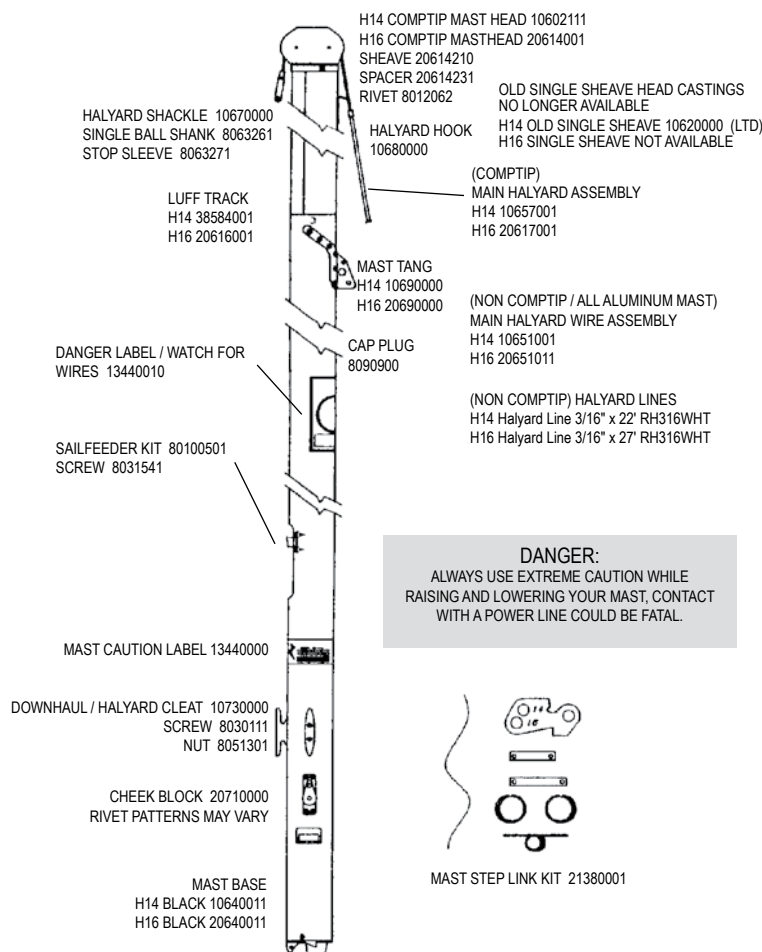 H14 COMPTIP MAST HEAD 10602111
H16 COMPTIP MASTHEAD 20614001
SHEAVE 20614210
SPACER 20614231
RIVET 8012062
OLD SINGLE SHEAVE HEAD CASTINGS
NO LONGER AVAILABLE
H14 OLD SINGLE SHEAVE 10620000 (LTD)
H16 SINGLE SHEAVE NOT AVAILABLE
HALYARD SHACKLE 10670000
SINGLE BALL SHANK 8063261
STOP SLEEVE 8063271
HALYARD HOOK
10680000
(COMPTIP)
MAIN HALYARD ASSEMBLY
H14 10657001
H16 20617001
LUFF TRACK
H14 38584001
H16 20616001
MAST TANG
H14 10690000
H16 20690000
(NON COMPTIP / ALL ALUMINUM MAST)
MAIN HALYARD WIRE ASSEMBLY
H14 10651001
H16 20651011
CAP PLUG
8090900
DANGER LABEL / WATCH FOR
WIRES 13440010
(NON COMPTIP) HALYARD LINES
H14 Halyard Line 3/16" x 22' RH316WHT
H16 Halyard Line 3/16" x 27' RH316WHT
SAILFEEDER KIT 80100501
SCREW 8031541
DANGER:
ALWAYS USE EXTREME CAUTION WHILE
RAISING AND LOWERING YOUR MAST, CONTACT
WITH A POWER LINE COULD BE FATAL.
MAST CAUTION LABEL 13440000
DOWNHAUL / HALYARD CLEAT 10730000
SCREW 8030111
NUT 8051301
14
16
CHEEK BLOCK 20710000
RIVET PATTERNS MAY VARY
MAST STEP LINK KIT 21380001
MAST BASE
H14 BLACK 10640011
H16 BLACK 20640011